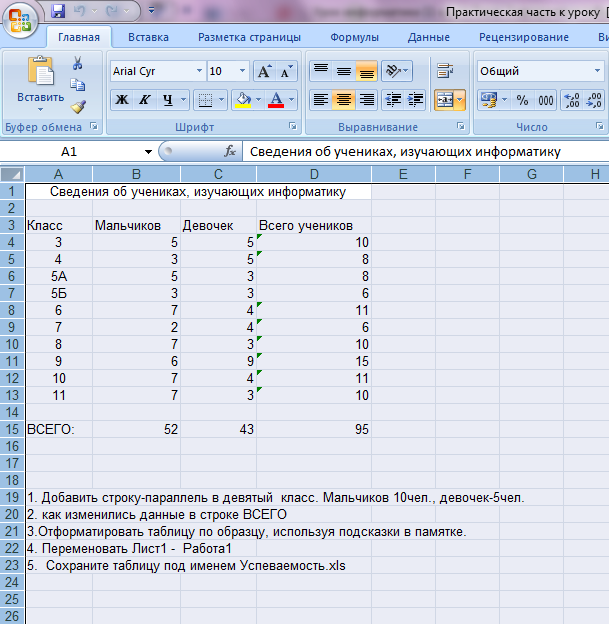 Практическая часть к уроку
Главная Вставка Разметка страницы Формулы Данные Рецензирование Ви
Вставить
Arial Cyr 10 A A
Общий
Ж К Ч A
% 000 ,0 ,00 ,00 ,0
Буфер обмена Шрифт Выравнивание Число
A1 fx Сведения об учениках, изучающих информатику
A B C D E F G H
1 Сведения об учениках, изучающих информатику
2
3 Класс Мальчиков Девочек Всего учеников
4 3 5 5 10
5 4 3 5 8
6 5А 5 3 8
7 5Б 3 3 6
8 6 7 4 11
9 7 2 4 6
10 8 7 3 10
11 9 6 9 15
12 10 7 4 11
13 11 7 3 10
14
15 ВСЕГО: 52 43 95
16
17
18
19 1. Добавить строку-параллель в девятый класс. Мальчиков 10чел., девочек-5чел.
20 2. как изменились данные в строке ВСЕГО
21 3.Отформатировать таблицу по образцу, используя подсказки в памятке.
22 4. Переменовать Лист1 - Работа1
23 5. Сохраните таблицу под именем Успеваемость.xls
24
25
26